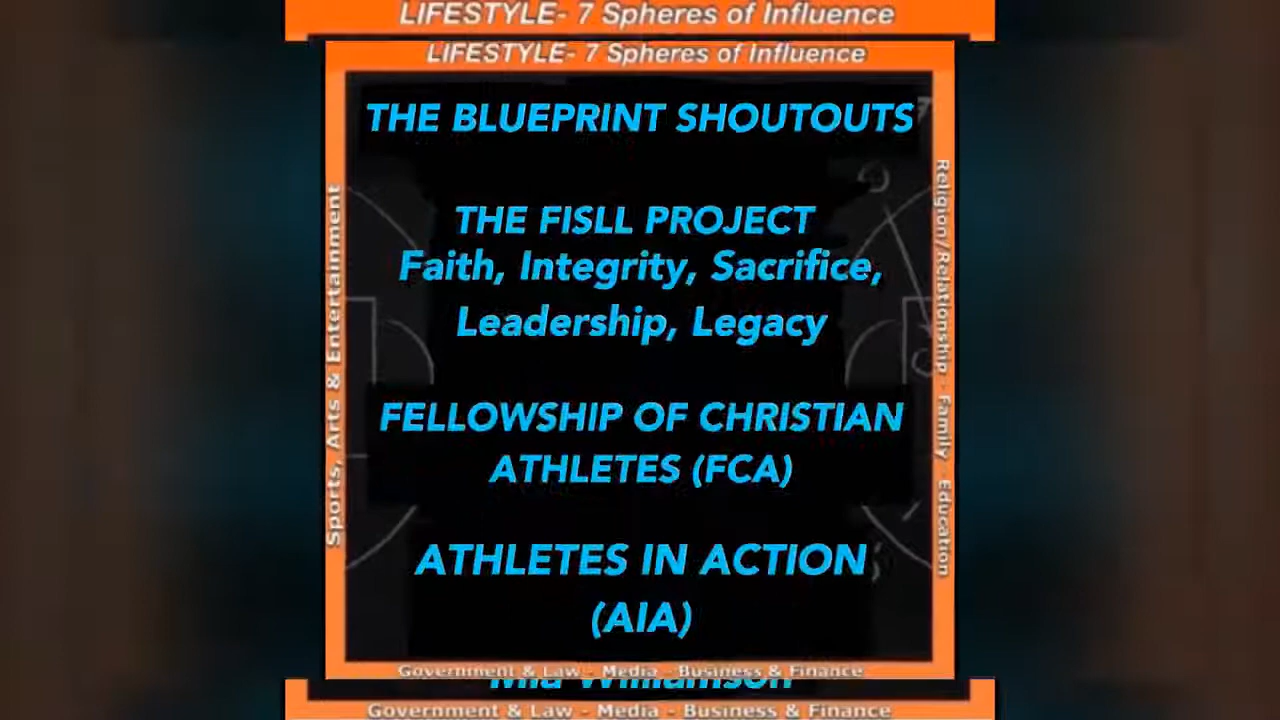 LIFESTYLE- 7 Spheres of Influence
LIFESTYLE- 7 Spheres of Influence
THE BLUEPRINT SHOUTOUTS
THE FISLL PROJECT
Faith, Integrity, Sacrifice,
Leadership, Legacy
FELLOWSHIP OF CHRISTIAN
ATHLETES (FCA)
ATHLETES IN ACTION
(AIA)
Sports, Arts & Entertainment
Religion/Relationship - Family - Education
Government & Law - Media - Business & Finance
Williamson
Government & Law - Media - Business & Finance